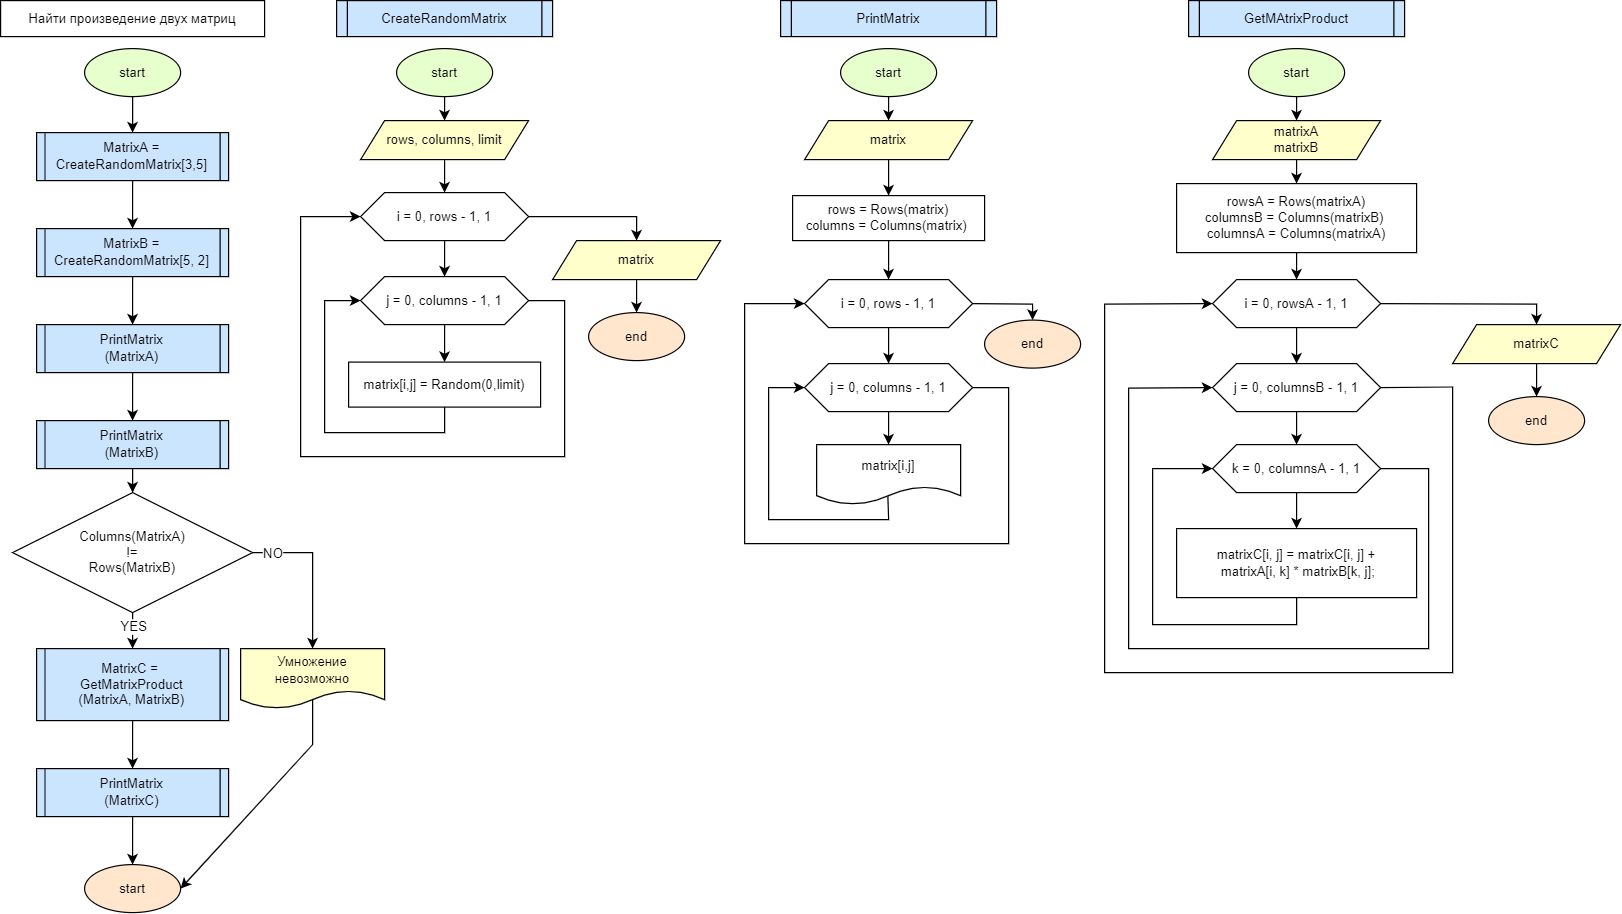 Найти произведение двух матриц
start
MatrixA =
CreateRandomMatrix[3,5]
MatrixB =
CreateRandomMatrix[5, 2]
PrintMatrix
(MatrixA)
PrintMatrix
(MatrixB)
Columns(MatrixA)
!=
Rows(MatrixB)
NO
YES
MatrixC =
GetMatrixProduct
(MatrixA, MatrixB)
Умножение
невозможно
PrintMatrix
(MatrixC)
start
CreateRandomMatrix
start
rows, columns, limit
i = 0, rows - 1, 1
matrix
j = 0, columns - 1, 1
end
matrix[i,j] = Random(0,limit)
PrintMatrix
start
matrix
rows = Rows(matrix)
columns = Columns(matrix)
i = 0, rows - 1, 1
end
j = 0, columns - 1, 1
matrix[i,j]
GetMAtrixProduct
start
matrixA
matrixB
rowsA = Rows(matrixA)
columnsB = Columns(matrixB)
columnsA = Columns(matrixA)
i = 0, rowsA - 1, 1
matrixC
j = 0, columnsB - 1, 1
end
k = 0, columnsA - 1, 1
matrixC[i, j] = matrixC[i, j] +
matrixA[i, k] * matrixB[k, j];